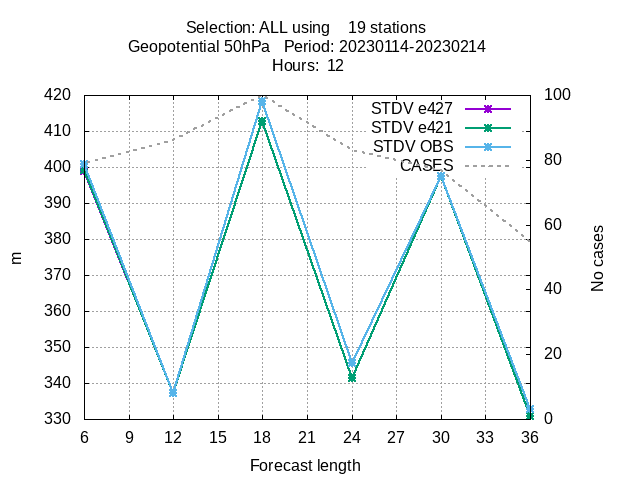 Selection: ALL using 19 stations
Geopotential 50hPa Period: 20230114-20230214
Hours: 12
STDV e427
STDV e421
STDV OBS
CASES
420
410
400
390
380
370
360
350
340
330
100
80
60
40
20
0
m
No cases
6 9 12 15 18 21 24 27 30 33 36
Forecast length